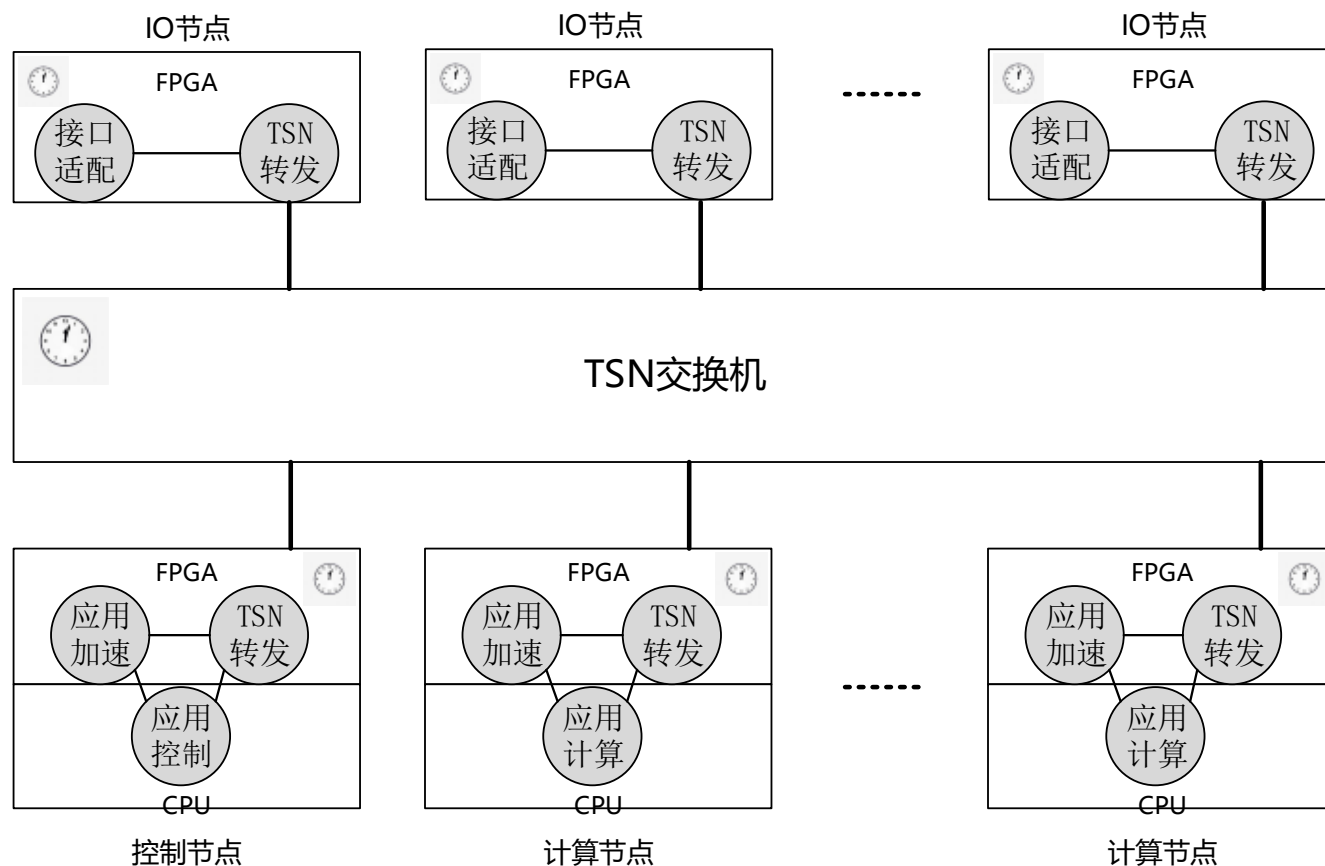 IO节点
IO节点
IO节点
FPGA
FPGA
FPGA
接口
适配
TSN
转发
接口
适配
TSN
转发
接口
适配
TSN
转发
TSN交换机
FPGA
FPGA
FPGA
应用
加速
TSN
转发
应用
加速
TSN
转发
应用
加速
TSN
转发
应用
控制
应用
计算
应用
计算
CPU
CPU
CPU
控制节点
计算节点
计算节点